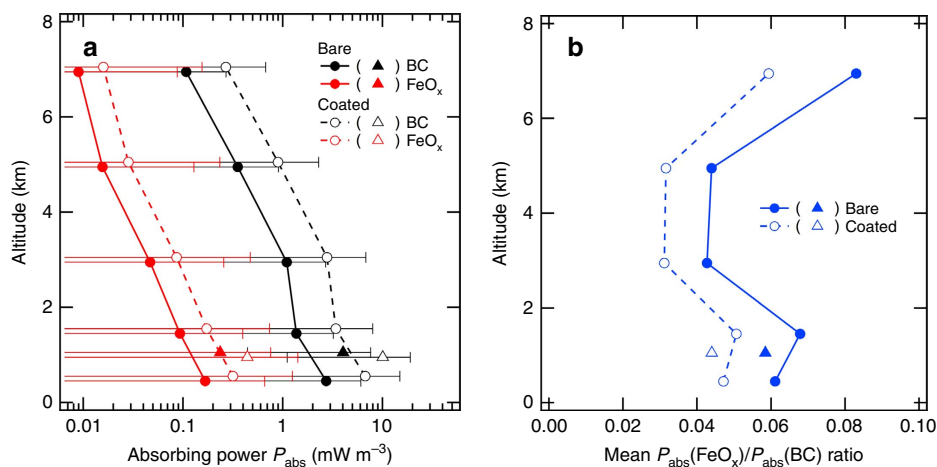 a
Bare
( ) BC
( ) FeOx
Coated
( ) BC
( ) FeOx
8
6
4
2
0
Altitude (km)
0.01 0.1 1 10
Absorbing power Pabs (mW m−3)
b
( ) Bare
( ) Coated
8
6
4
2
0
Altitude (km)
0.00 0.02 0.04 0.06 0.08 0.10
Mean Pabs(FeOx)/Pabs(BC) ratio